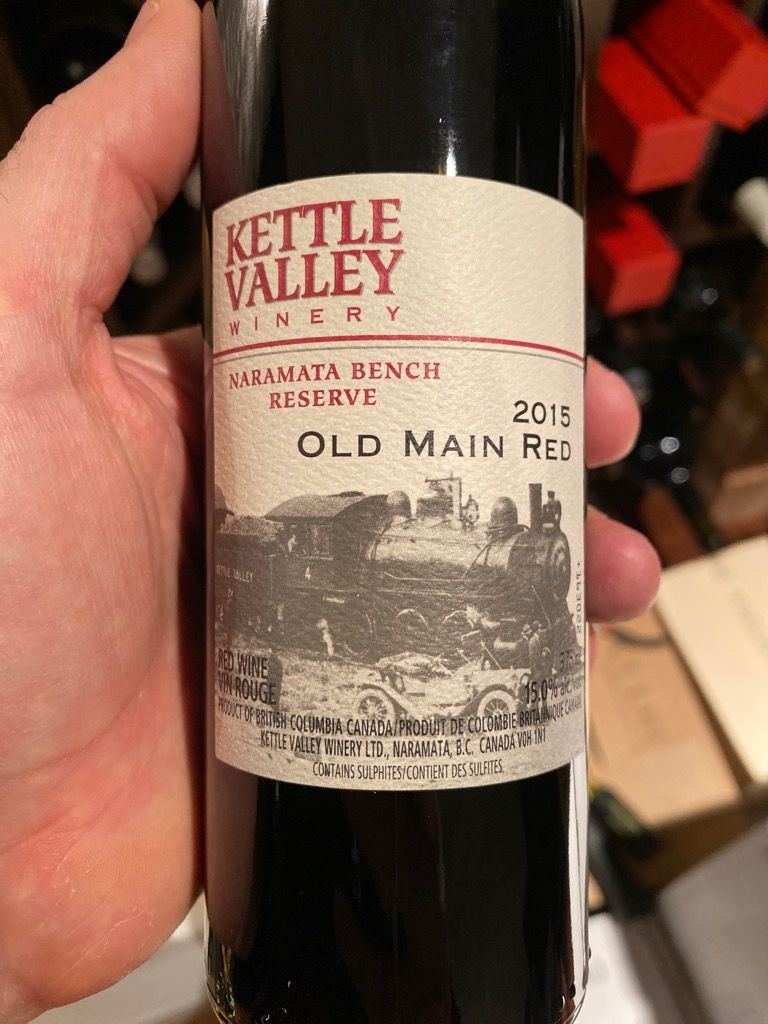 KETTLE
VALLEY
WINERY
NARAMATA BENCH
RESERVE
2015
OLD MAIN RED
KETTLE VALLEY
4
RED WINE
VIN ROUGE
15.0% alc
PRODUCT OF BRITISH COLUMBIA CANADA/PRODUIT DE COLOMBIE BRITANNIQUE CANADA
KETTLE VALLEY WINERY LTD., NARAMATA, B.C. CANADA V0H 1N1
CONTAINS SULPHITES/CONTIENT DES SULFITES.